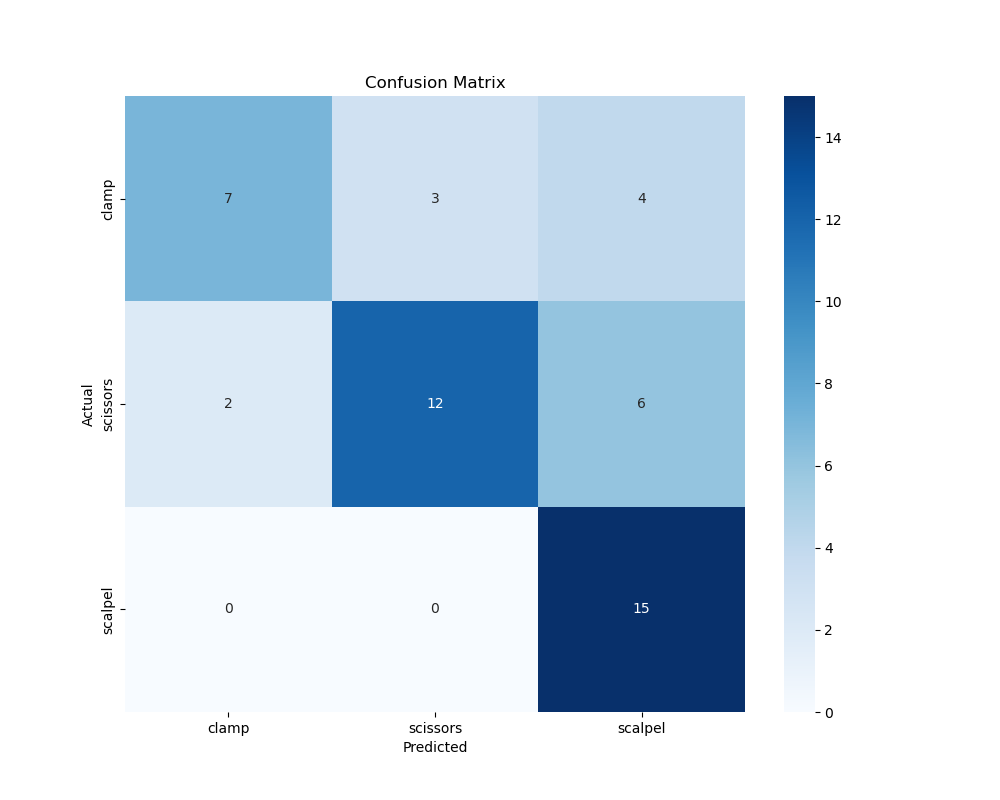 Confusion Matrix
14
clamp 7 3 4
12
10
Actual
scissors 2 12 6
8
6
4
scalpel 0 0 15
2
0
clamp scissors scalpel
Predicted